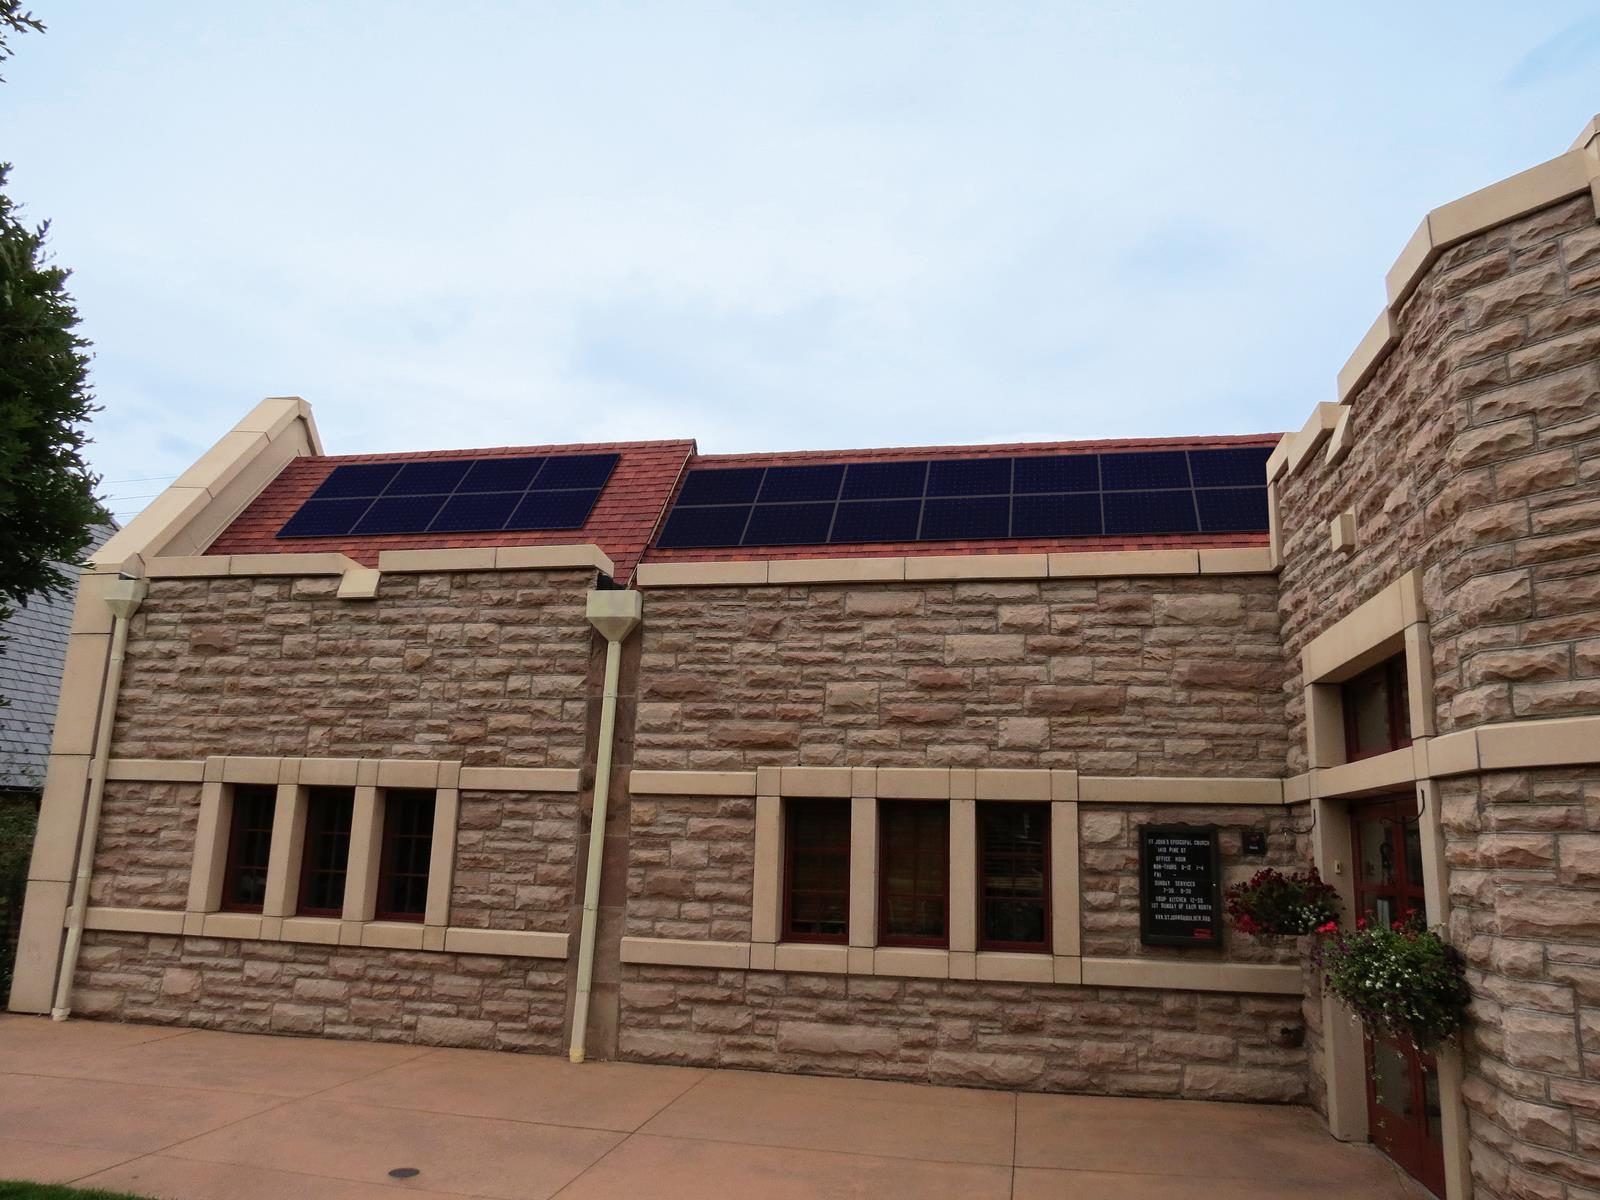 ST JOHN'S EPISCOPAL CHURCH
1419 PINE ST
OFFICE HOUR
MON-THURS 9-12 1-4
FRI -
SUNDAY SERVICES
7:30 9:30
SOUP KITCHEN 12:30
1ST SUNDAY OF EACH MONTH